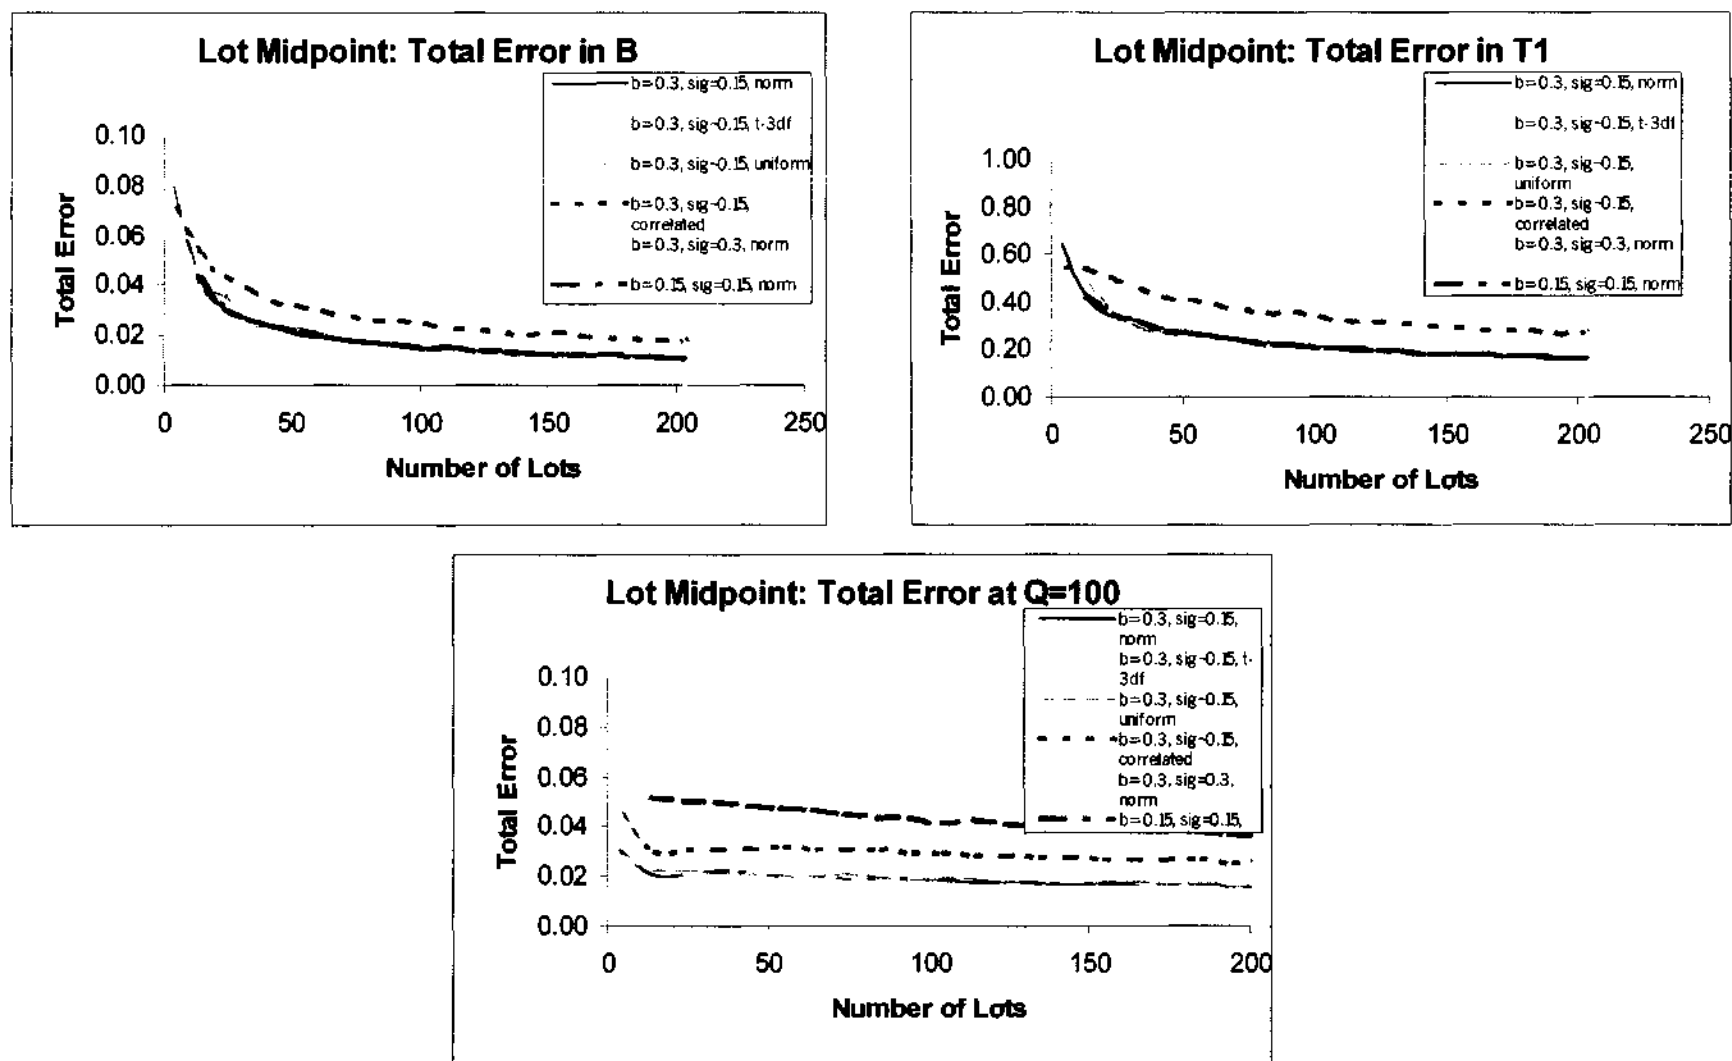 Lot Midpoint: Total Error in B
b=0.3, sig=0.15, norm
b=0.3, sig~0.15, t-3df
b=0.3, sig~0.15, uniform
b=0.3, sig~0.15,
correlated
b=0.3, sig=0.3, norm
b=0.15, sig=0.15, norm
Total Error
0.10
0.08
0.06
0.04
0.02
0.00
0 50 100 150 200 250
Number of Lots
Lot Midpoint: Total Error in T1
b=0.3, sig=0.15, norm
b=0.3, sig~0.15, t-3df
b=0.3, sig~0.15,
uniform
b=0.3, sig~0.15,
correlated
b=0.3, sig=0.3, norm
b=0.15, sig=0.15, norm
Total Error
1.00
0.80
0.60
0.40
0.20
0.00
0 50 100 150 200 250
Number of Lots
Lot Midpoint: Total Error at Q=100
b=0.3, sig=0.15,
norm
b=0.3, sig~0.15, t-
3df
b=0.3, sig~0.15,
uniform
b=0.3, sig~0.15,
correlated
b=0.3, sig=0.3,
norm
b=0.15, sig=0.15,
Total Error
0.10
0.08
0.06
0.04
0.02
0.00
0 50 100 150 200
Number of Lots